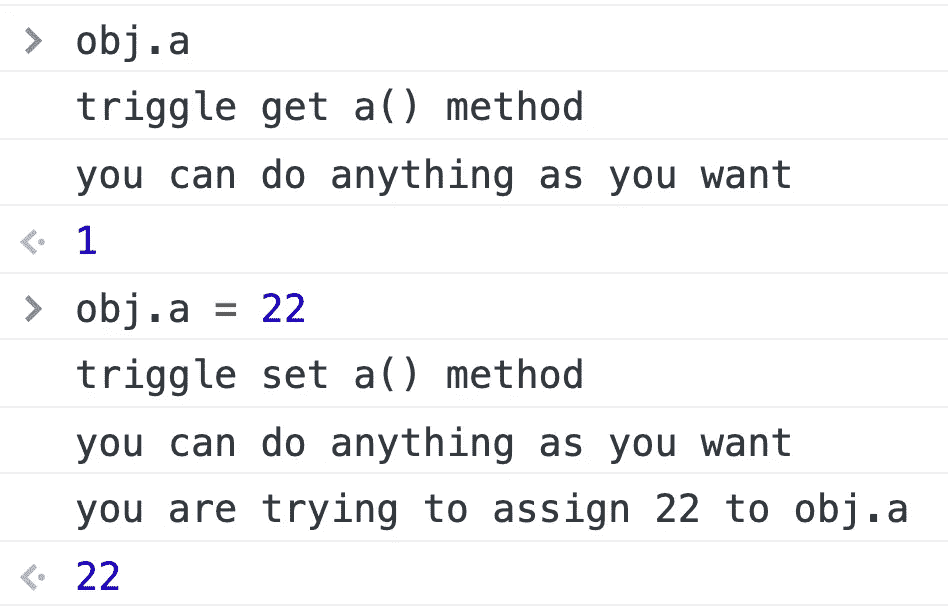 > obj.a
triggle get a() method
you can do anything as you want
1
> obj.a = 22
triggle set a() method
you can do anything as you want
you are trying to assign 22 to obj.a
22